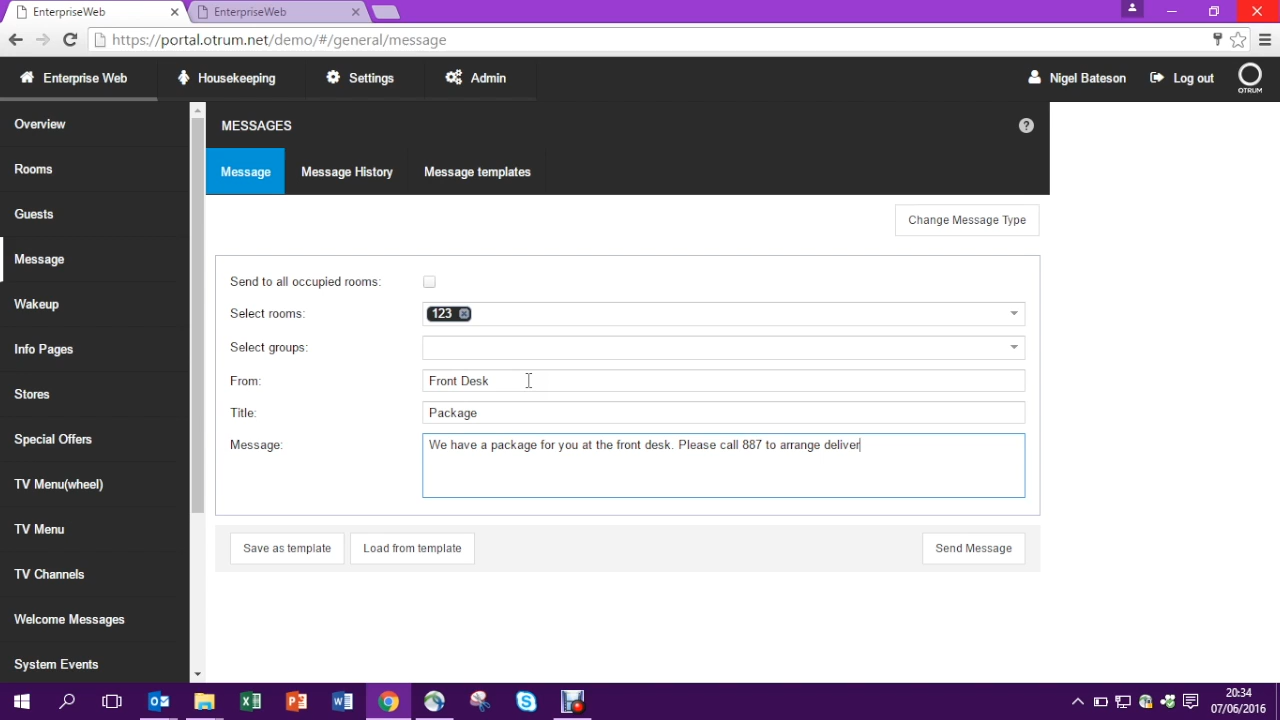 EnterpriseWeb
EnterpriseWeb
https://portal.otrum.net/demo/#/general/message
Enterprise Web
Housekeeping
Settings
Admin
Nigel Bateson
Log out
OTRUM
Overview
Rooms
Guests
Message
Wakeup
Info Pages
Stores
Special Offers
TV Menu(wheel)
TV Menu
TV Channels
Welcome Messages
System Events
MESSAGES
?
Message
Message History
Message templates
Change Message Type
Send to all occupied rooms:
Select rooms: 123
Select groups:
From: Front Desk
Title: Package
Message: We have a package for you at the front desk. Please call 887 to arrange deliver
Save as template
Load from template
Send Message
20:34
07/06/2016